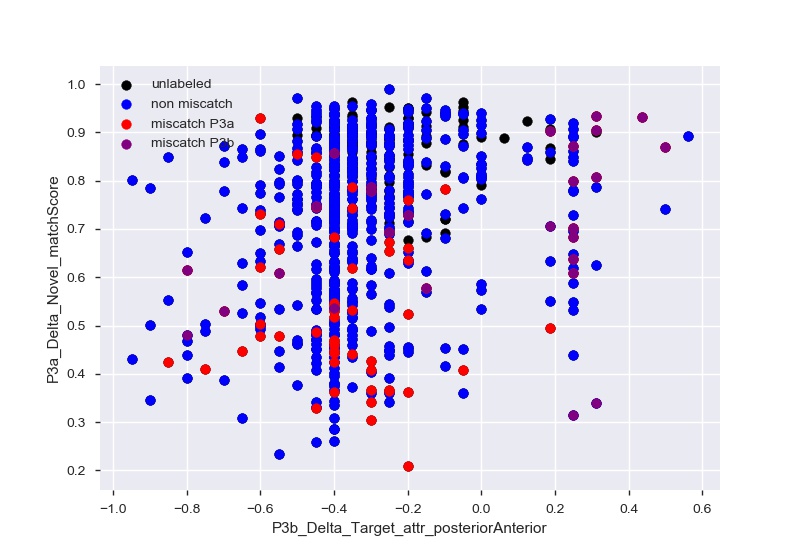 1.0
0.9
0.8
0.7
0.6
0.5
0.4
0.3
0.2
P3a_Delta_Novel_matchScore
unlabeled
non miscatch
miscatch P3a
miscatch P3b
−1.0 −0.8 −0.6 −0.4 −0.2 0.0 0.2 0.4 0.6
P3b_Delta_Target_attr_posteriorAnterior